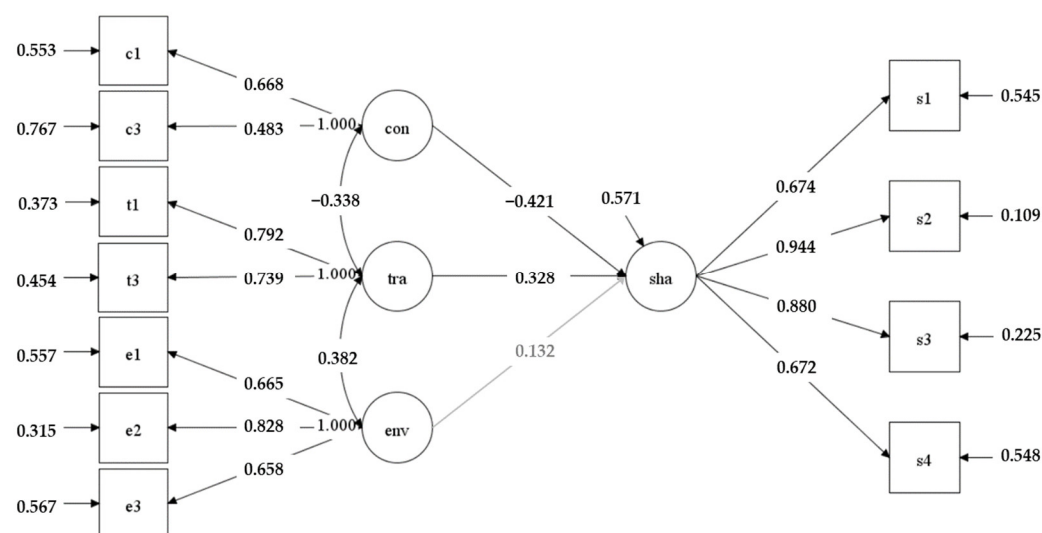 0.553
c1
0.668
0.767
c3
0.483
1.000
con
0.373
t1
−0.338
0.792
0.454
t3
0.739
1.000
tra
0.557
e1
0.382
0.665
0.315
e2
0.828
1.000
env
0.658
0.567
e3
−0.421
0.328
0.132
0.571
sha
0.674
0.944
0.880
0.672
s1
0.545
s2
0.109
s3
0.225
s4
0.548